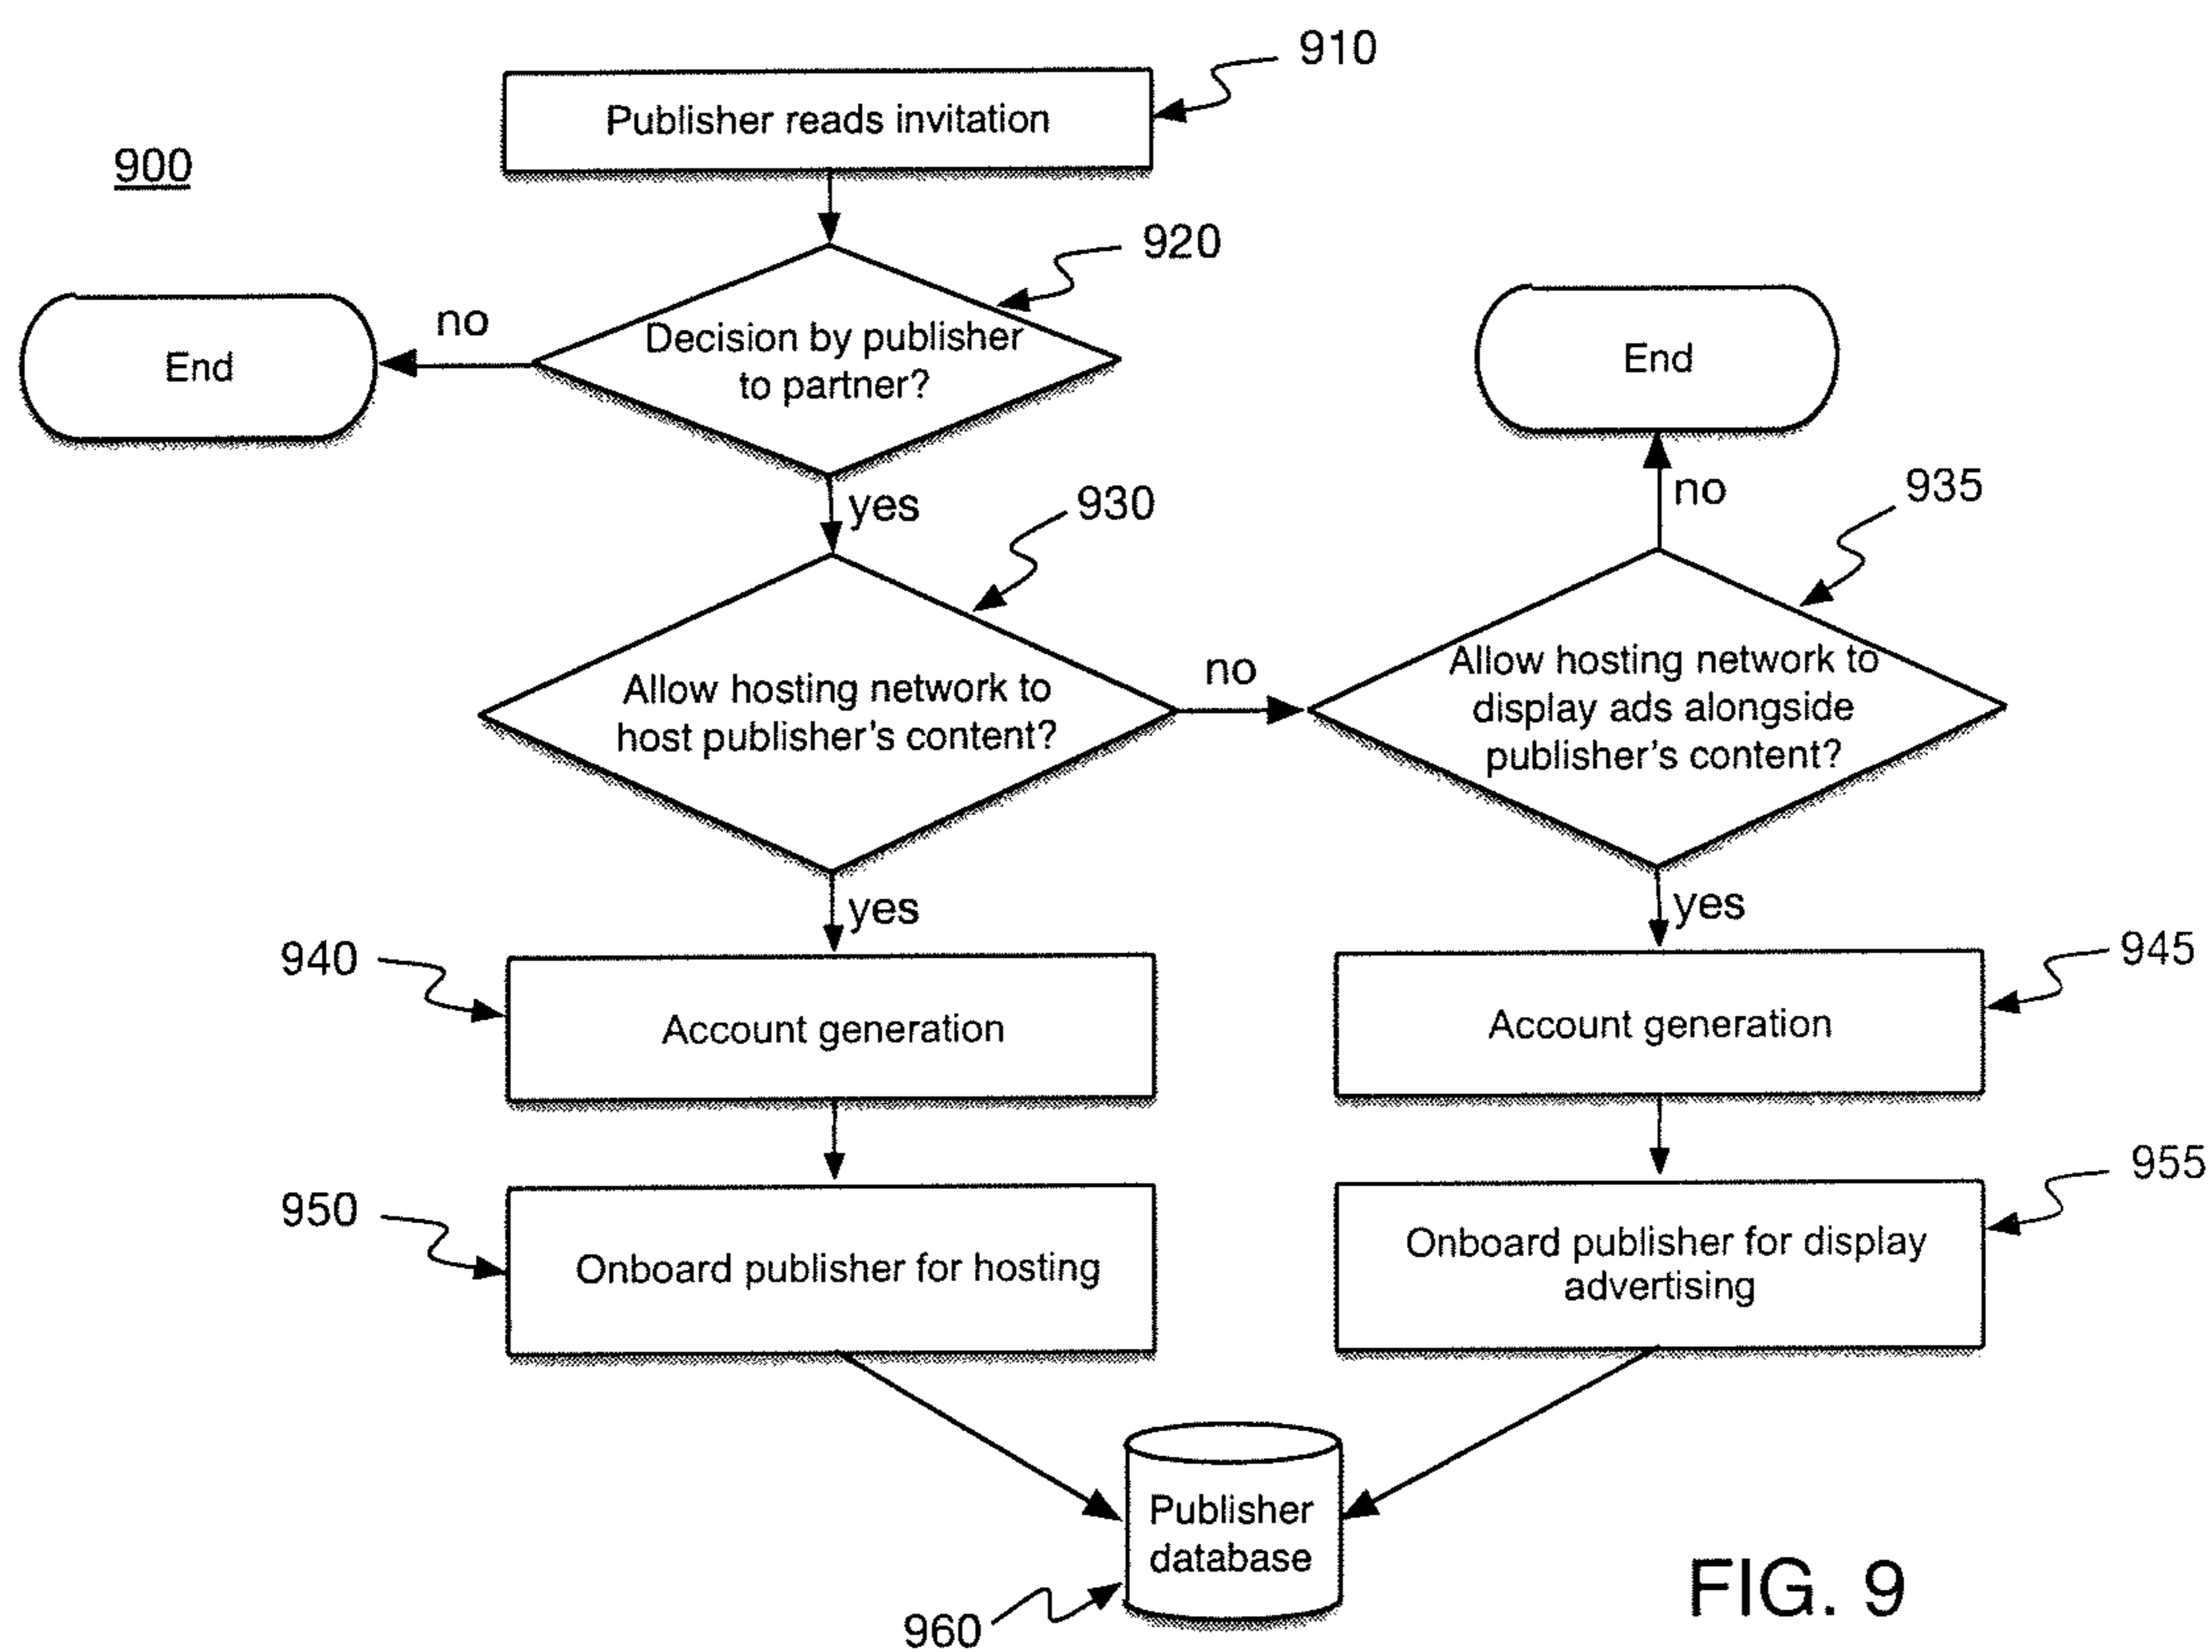 910
Publisher reads invitation
900
920
no
Decision by publisher
to partner?
End
End
yes
930
no
935
Allow hosting network to
host publisher's content?
no
Allow hosting network to
display ads alongside
publisher's content?
yes
yes
940
Account generation
945
Account generation
950
Onboard publisher for hosting
955
Onboard publisher for display
advertising
Publisher
database
960
FIG. 9